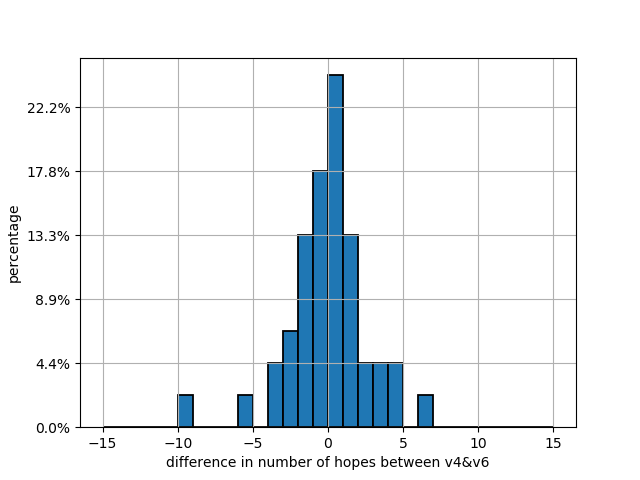 22.2%
17.8%
13.3%
8.9%
4.4%
0.0%
percentage
−15 −10 −5 0 5 10 15
difference in number of hopes between v4&v6